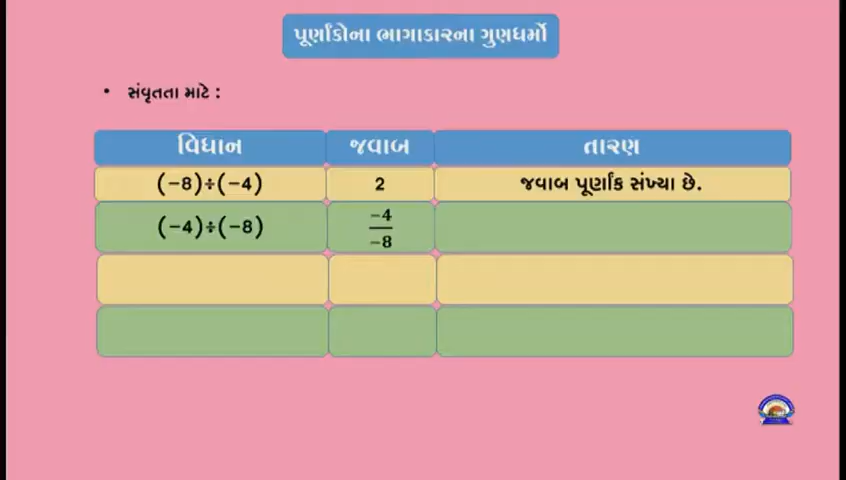 પૂર્ણાંકોના ભાગાકારના ગુણધર્મો
• સંવૃતતા માટે :
વિધાન જવાબ તારણ
(−8)÷(−4) 2 જવાબ પૂર્ણાંક સંખ્યા છે.
(−4)÷(−8) −4/−8